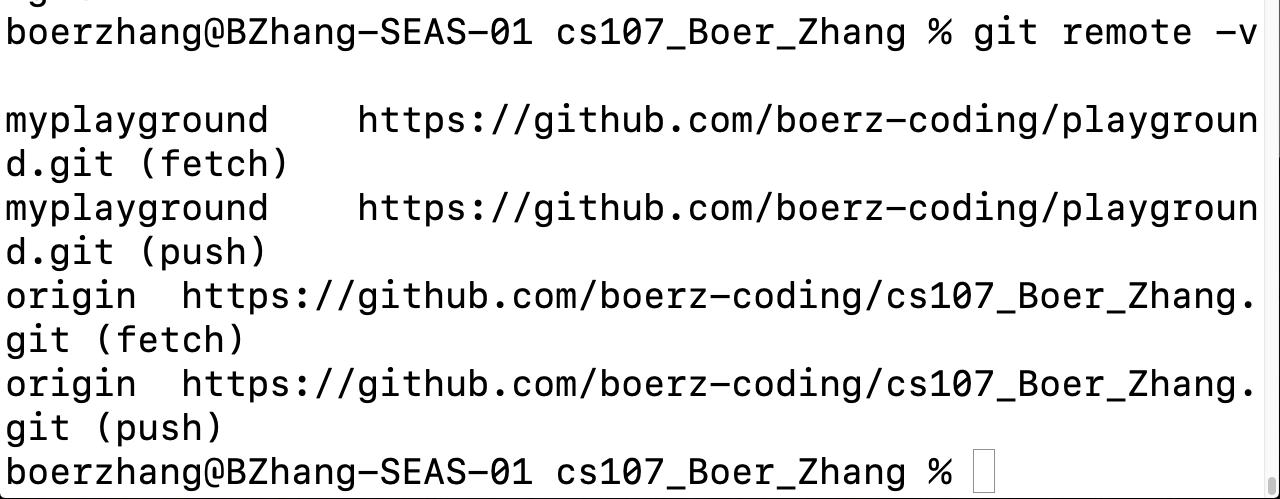 boerzhang@BZhang-SEAS-01 cs107_Boer_Zhang % git remote -v
myplayground    https://github.com/boerz-coding/playgroun
d.git (fetch)
myplayground    https://github.com/boerz-coding/playgroun
d.git (push)
origin  https://github.com/boerz-coding/cs107_Boer_Zhang.
git (fetch)
origin  https://github.com/boerz-coding/cs107_Boer_Zhang.
git (push)
boerzhang@BZhang-SEAS-01 cs107_Boer_Zhang %